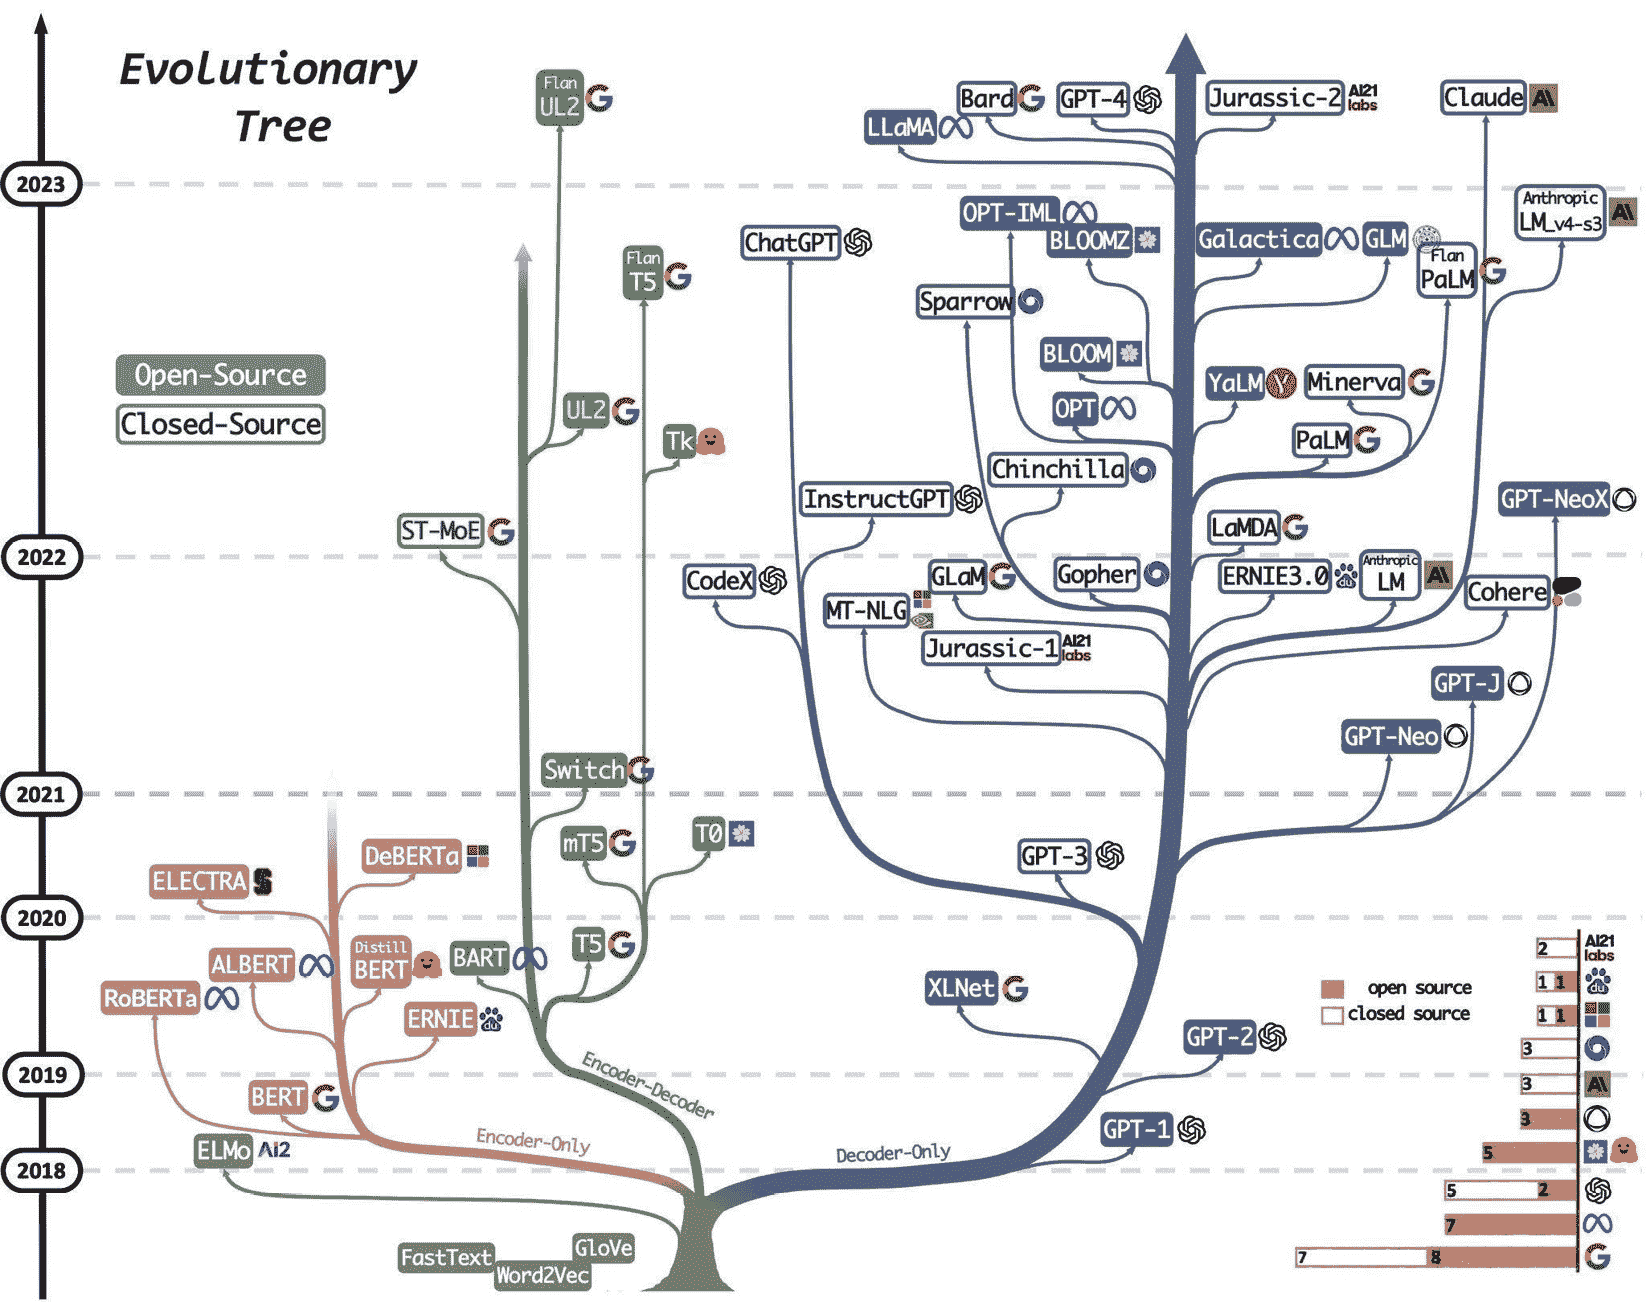 Evolutionary
Tree
2023
2022
2021
2020
2019
2018
Open-Source
Closed-Source
Flan
UL2
Bard
GPT-4
Jurassic-2
AI21
labs
Claude
LLaMA
OPT-IML
BLOOMZ
ChatGPT
Galactica
GLM
Anthropic
LM_v4-s3
Flan
T5
Flan
PaLM
Sparrow
BLOOM
YaLM
Minerva
UL2
OPT
Tk
PaLM
Chinchilla
InstructGPT
GPT-NeoX
ST-MoE
LaMDA
CodeX
GLaM
Gopher
ERNIE3.0
du
Anthropic
LM
Cohere
MT-NLG
Jurassic-1
AI21
labs
GPT-J
GPT-Neo
Switch
mT5
T0
DeBERTa
GPT-3
ELECTRA
ALBERT
Distill
BERT
BART
T5
RoBERTa
ERNIE
du
XLNet
GPT-2
BERT
GPT-1
ELMo
AI2
Encoder-Only
Encoder-Decoder
Decoder-Only
FastText
Word2Vec
GloVe
open source
closed source
2
AI21
labs
1 1
du
1 1
3
3
3
5
5 2
7
7 8